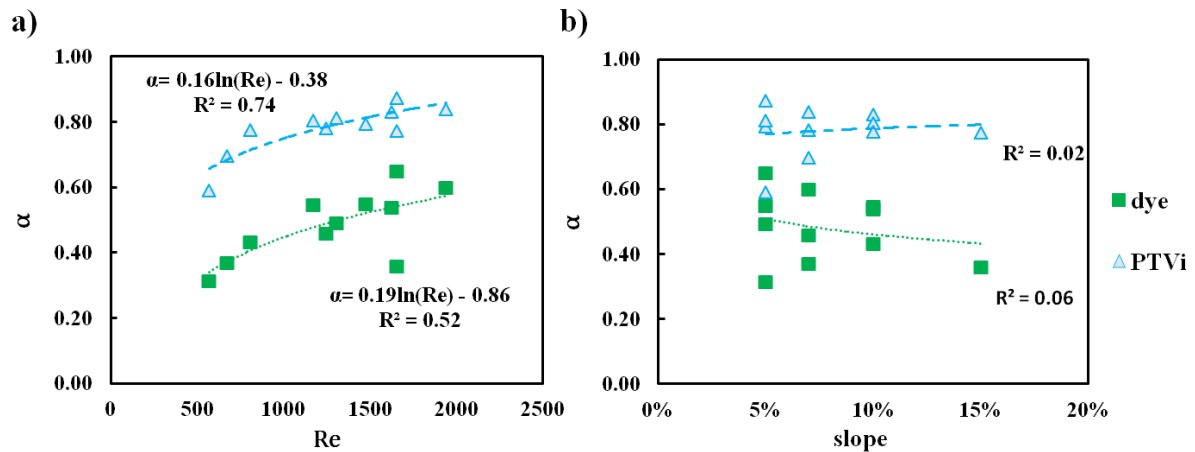 a)
α= 0.16ln(Re) - 0.38
R² = 0.74
α= 0.19ln(Re) - 0.86
R² = 0.52
α
1.00
0.80
0.60
0.40
0.20
0.00
0
500
1000
1500
2000
2500
Re
b)
α
1.00
0.80
0.60
0.40
0.20
0.00
R² = 0.02
R² = 0.06
0%
5%
10%
15%
20%
slope
dye
PTVi